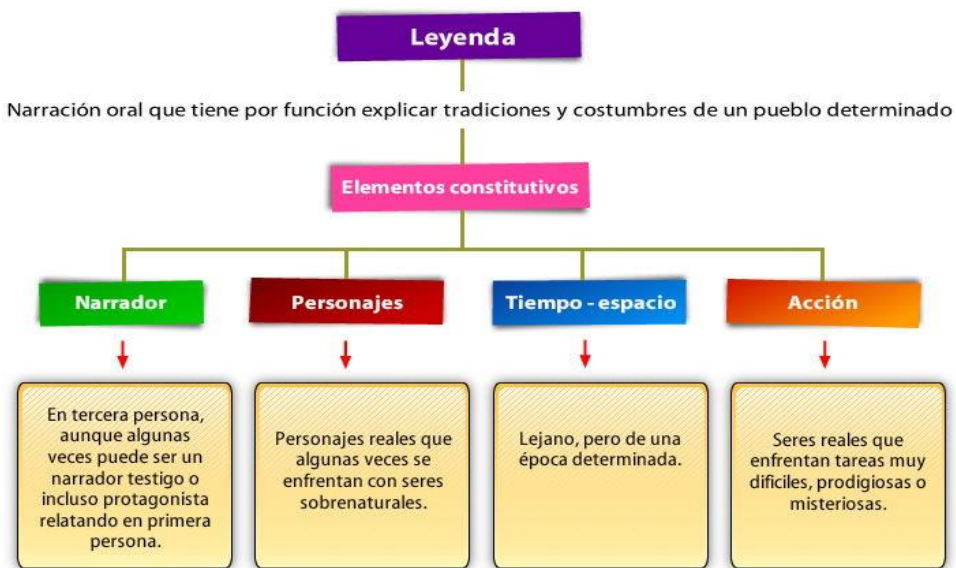 Leyenda
Narración oral que tiene por función explicar tradiciones y costumbres de un pueblo determinado
Elementos constitutivos
Narrador
Personajes
Tiempo - espacio
Acción
En tercera persona,
aunque algunas
veces puede ser un
narrador testigo o
incluso protagonista
relatando en primera
persona.
Personajes reales que
algunas veces se
enfrentan con seres
sobrenaturales.
Lejano, pero de una
época determinada.
Seres reales que
enfrentan tareas muy
dificiles, prodigiosas o
misteriosas.